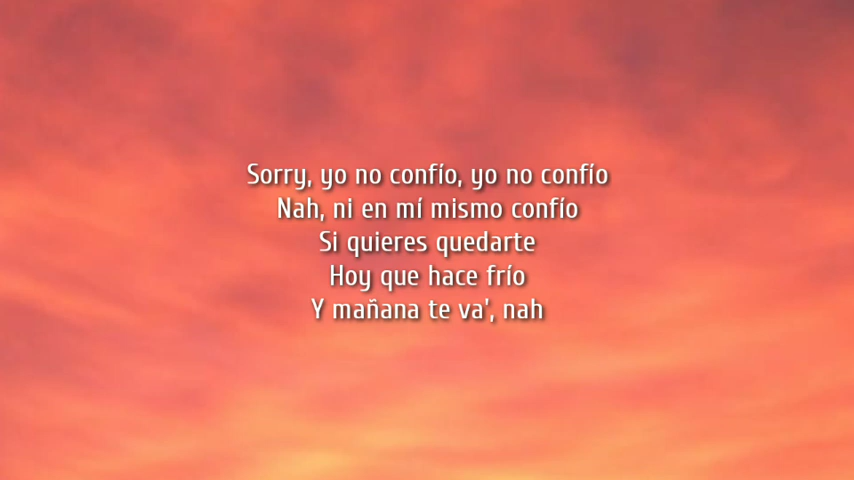 Sorry, yo no confío, yo no confío
Nah, ni en mí mismo confío
Si quieres quedarte
Hoy que hace frío
Y mañana te va', nah